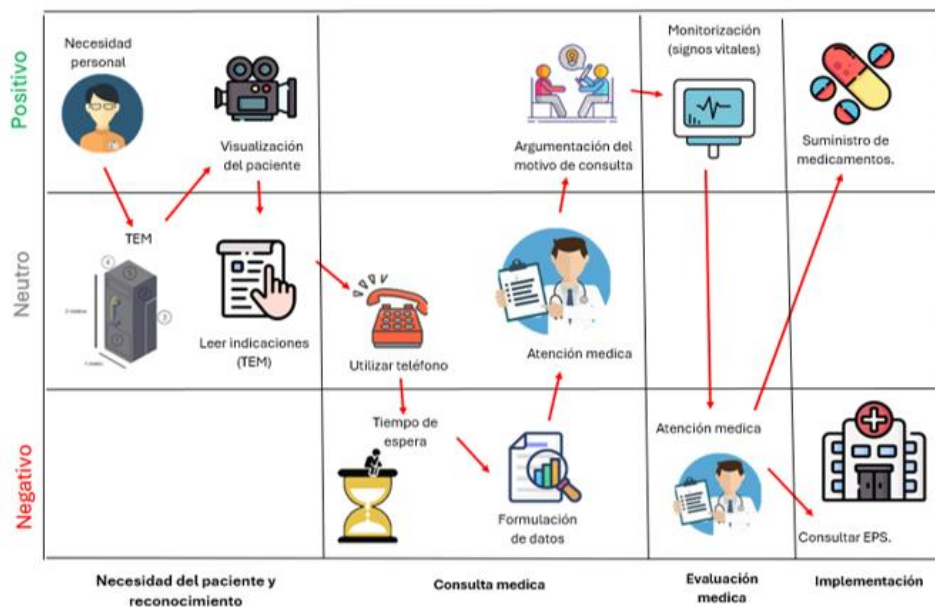 Positivo
Necesidad
personal
Visualización
del paciente
Argumentación del
motivo de consulta
Monitorización
(signos vitales)
Suministro de
medicamentos.
Neutro
TEM
Leer indicaciones
(TEM)
Utilizar teléfono
Atención medica
Negativo
Tiempo de
espera
Formulación
de datos
Atención medica
Consultar EPS.
Necesidad del paciente y
reconocimiento
Consulta medica
Evaluación
medica
Implementación